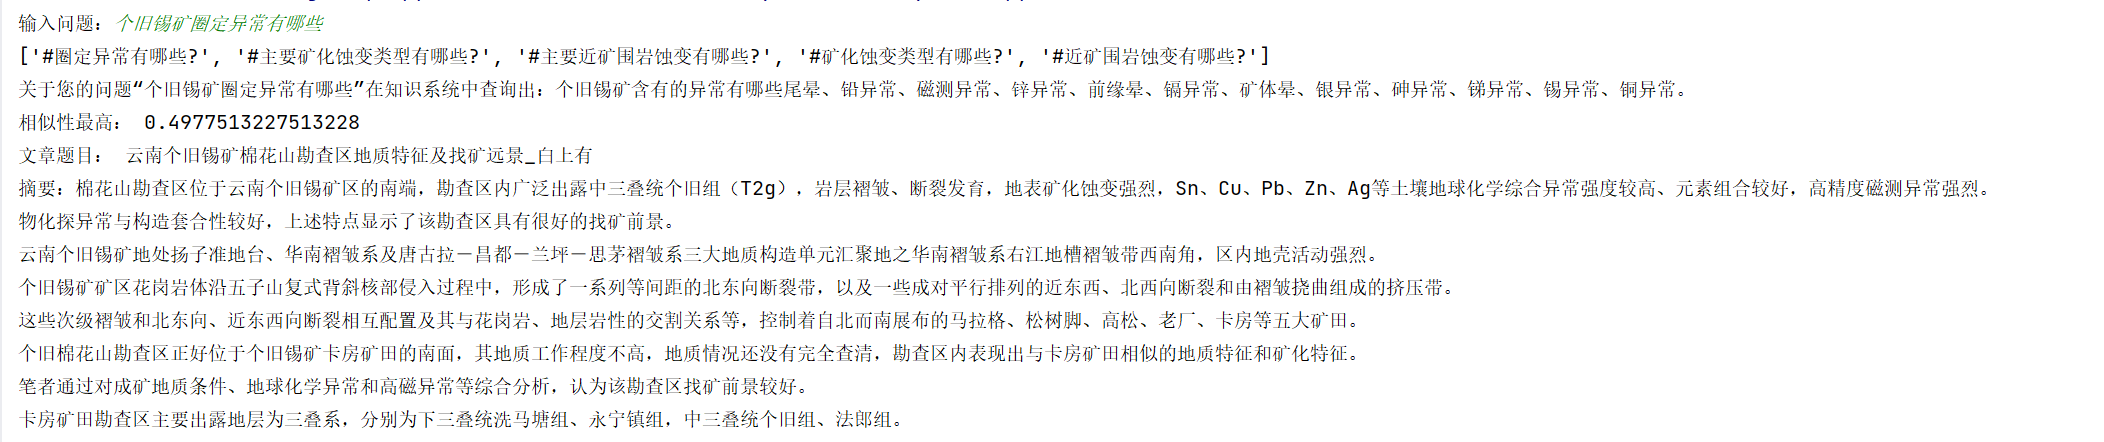 输入问题：个旧锡矿圈定异常有哪些
['#圈定异常有哪些?', '#主要矿化蚀变类型有哪些?', '#主要近矿围岩蚀变有哪些?', '#矿化蚀变类型有哪些?', '#近矿围岩蚀变有哪些?']
关于您的问题“个旧锡矿圈定异常有哪些”在知识系统中查询出：个旧锡矿含有的异常有哪些尾晕、铅异常、磁测异常、锌异常、前缘晕、镉异常、矿体晕、银异常、砷异常、锑异常、锡异常、铜异常。
相似性最高： 0.4977513227513228
文章题目： 云南个旧锡矿棉花山勘查区地质特征及找矿远景_白上有
摘要：棉花山勘查区位于云南个旧锡矿区的南端，勘查区内广泛出露中三叠统个旧组（T2g），岩层褶皱、断裂发育，地表矿化蚀变强烈，Sn、Cu、Pb、Zn、Ag等土壤地球化学综合异常强度较高、元素组合较好，高精度磁测异常强烈。
物化探异常与构造套合性较好，上述特点显示了该勘查区具有很好的找矿前景。
云南个旧锡矿地处扬子准地台、华南褶皱系及唐古拉－昌都－兰坪－思茅褶皱系三大地质构造单元汇聚地之华南褶皱系右江地槽褶皱带西南角，区内地壳活动强烈。
个旧锡矿矿区花岗岩体沿五子山复式背斜核部侵入过程中，形成了一系列等间距的北东向断裂带，以及一些成对平行排列的近东西、北西向断裂和由褶皱挠曲组成的挤压带。
这些次级褶皱和北东向、近东西向断裂相互配置及其与花岗岩、地层岩性的交割关系等，控制着自北而南展布的马拉格、松树脚、高松、老厂、卡房等五大矿田。
个旧棉花山勘查区正好位于个旧锡矿卡房矿田的南面，其地质工作程度不高，地质情况还没有完全查清，勘查区内表现出与卡房矿田相似的地质特征和矿化特征。
笔者通过对成矿地质条件、地球化学异常和高磁异常等综合分析，认为该勘查区找矿前景较好。
卡房矿田勘查区主要出露地层为三叠系，分别为下三叠统洗马塘组、永宁镇组，中三叠统个旧组、法郎组。